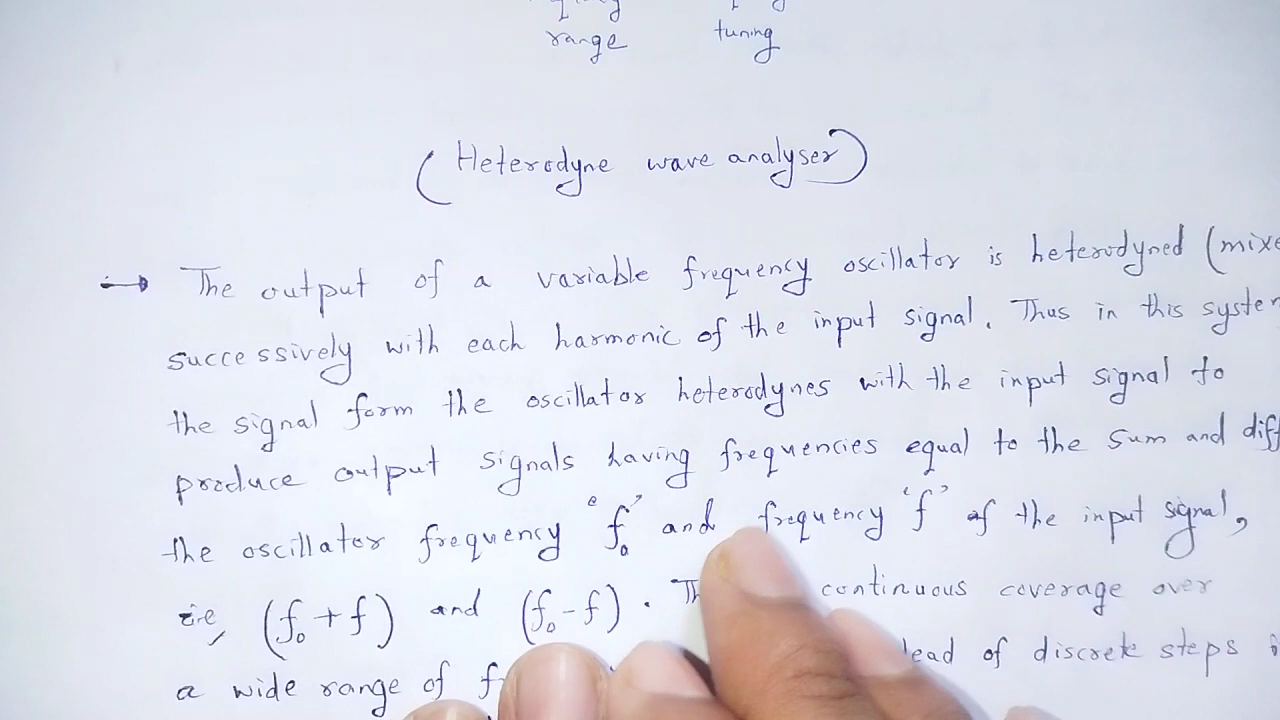 range tuning
(Heterodyne wave analyser)
→ The output of a variable frequency oscillator is heterodyned (mixe
successively with each harmonic of the input signal. Thus in this system
the signal form the oscillator heterodynes with the input signal to
produce output signals having frequencies equal to the sum and diff
the oscillator frequency 'f₀' and frequency 'f' of the input signal,
i.e, (f₀ + f) and (f₀ - f). continuous coverage over
a wide range of of discrete steps